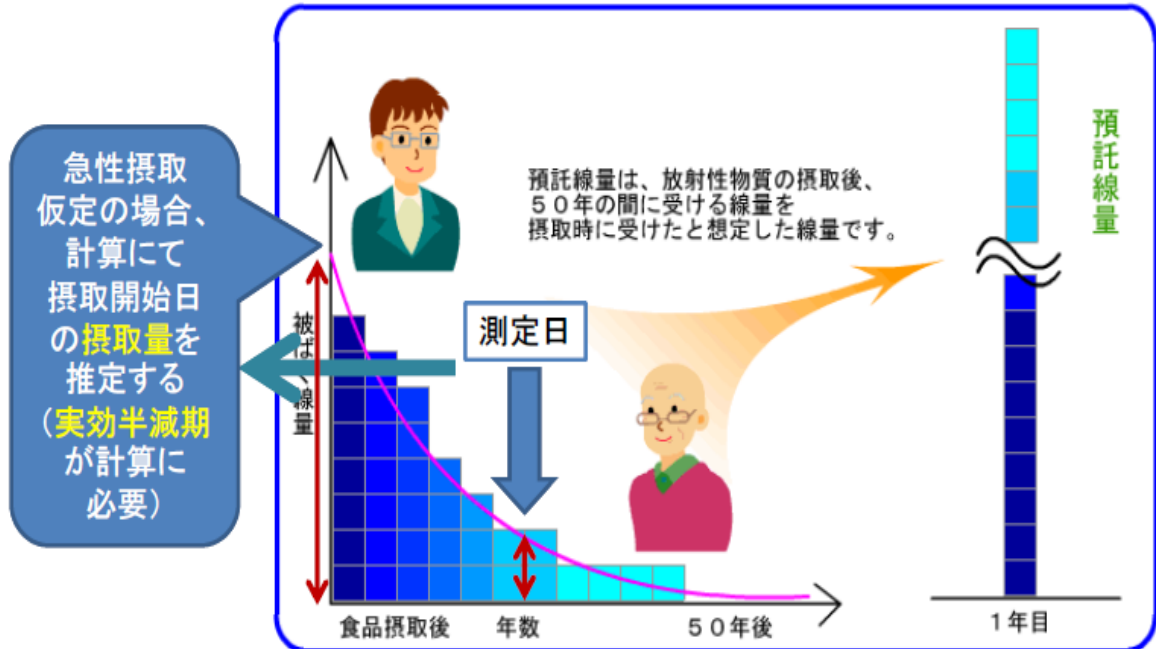 急性摂取
仮定の場合、
計算にて
摂取開始日
の摂取量を
推定する
（実効半減期
が計算に
必要）
預託線量は、放射性物質の摂取後、
５０年の間に受ける線量を
摂取時に受けたと想定した線量です。
預託線量
被ばく線量
測定日
食品摂取後
年数
５０年後
１年目